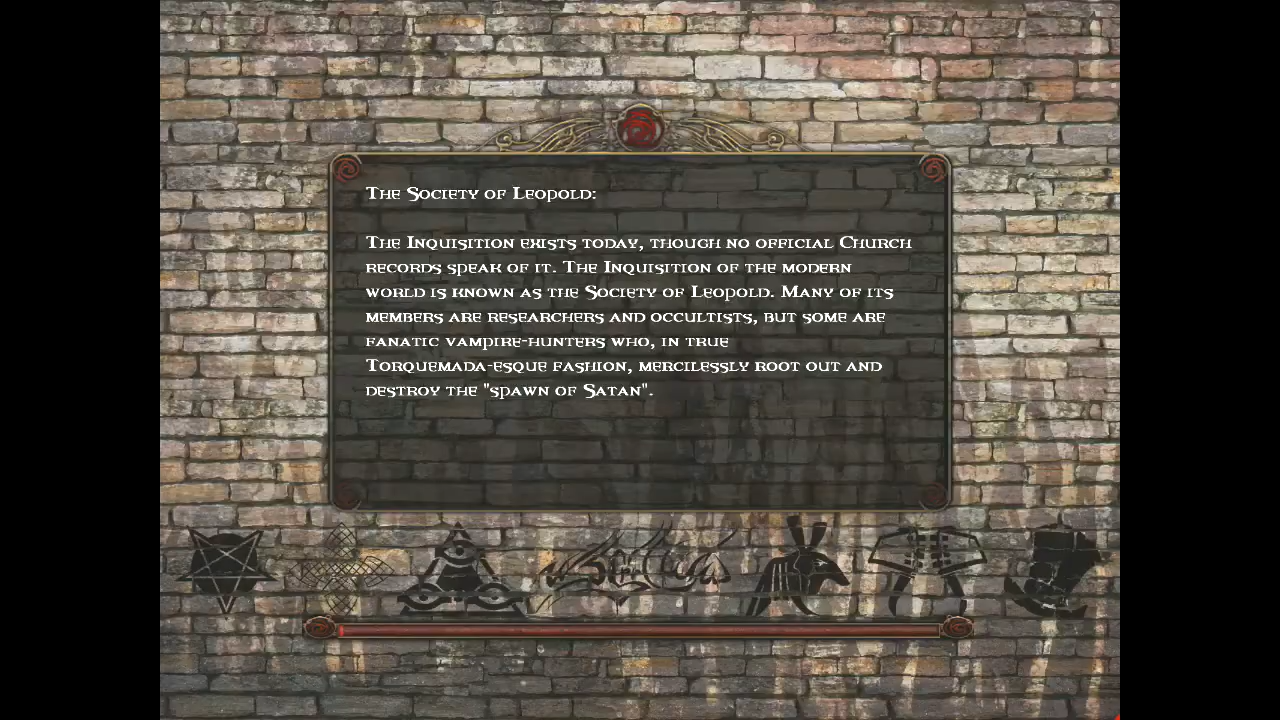 The Society of Leopold:
The Inquisition exists today, though no official Church
records speak of it. The Inquisition of the modern
world is known as the Society of Leopold. Many of its
members are researchers and occultists, but some are
fanatic vampire-hunters who, in true
Torquemada-esque fashion, mercilessly root out and
destroy the "spawn of Satan".